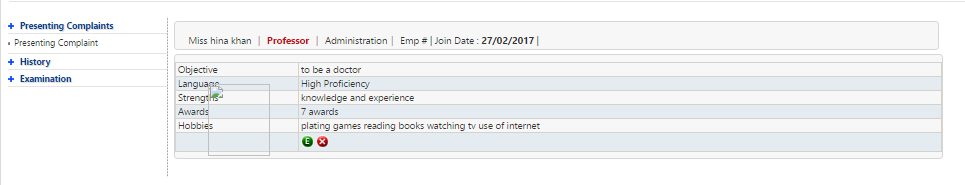 Presenting Complaints
Presenting Complaint
History
Examination
Miss hina khan | Professor | Administration | Emp # | Join Date : 27/02/2017 |
Objective to be a doctor
Language High Proficiency
Strengths knowledge and experience
Awards 7 awards
Hobbies plating games reading books watching tv use of internet
E